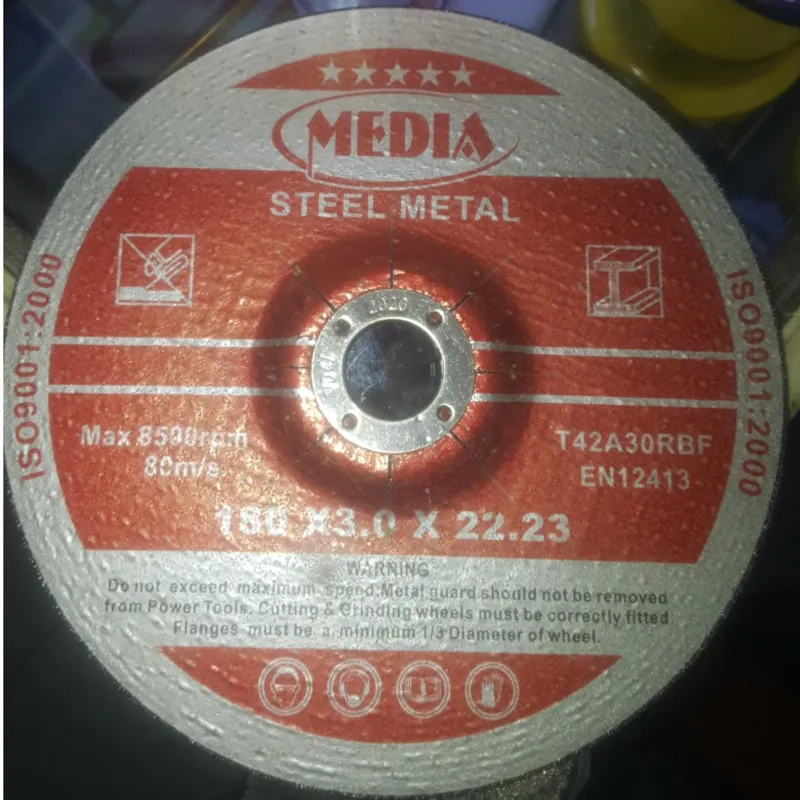 MEDIA
STEEL METAL
2020
ISO9001:2000
ISO9001:2000
Max 8500rpm
80m/s
T42A30RBF
EN12413
180 X3.0 X 22.23
WARNING
Do not exceed maximum speed.Metal guard should not be removed
from Power Tools. Cutting & Grinding wheels must be correctly fitted.
Flanges must be a minimum 1/3 Diameter of wheel.